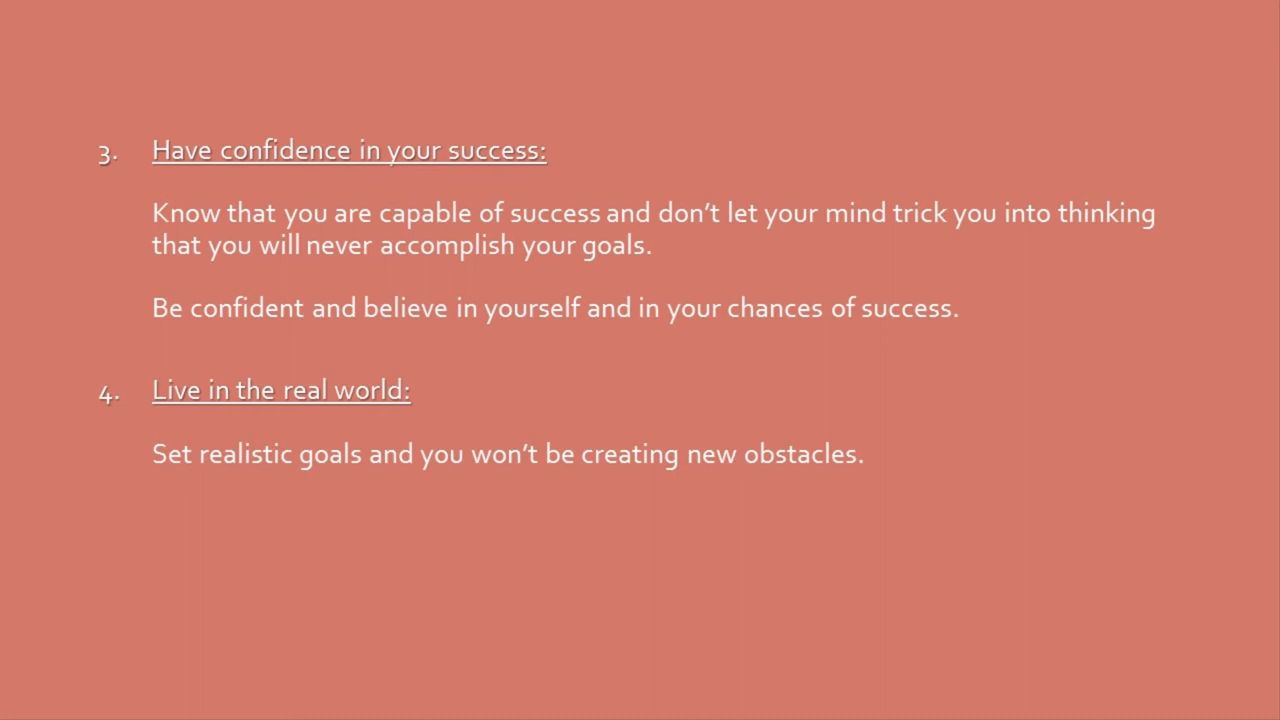 3. Have confidence in your success:
Know that you are capable of success and don’t let your mind trick you into thinking
that you will never accomplish your goals.
Be confident and believe in yourself and in your chances of success.
4. Live in the real world:
Set realistic goals and you won’t be creating new obstacles.